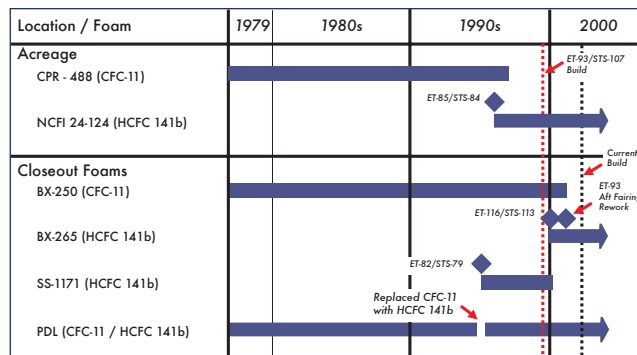 Location / Foam 1979 1980s 1990s 2000
Acreage
ET-93/STS-107
Build
CPR - 488 (CFC-11)
ET-85/STS-84
NCFI 24-124 (HCFC 141b)
Current
Build
Closeout Foams
BX-250 (CFC-11)
ET-93
Aft Fairing
Rework
ET-116/STS-113
BX-265 (HCFC 141b)
ET-82/STS-79
SS-1171 (HCFC 141b)
Replaced CFC-11
with HCFC 141b
PDL (CFC-11 / HCFC 141b)